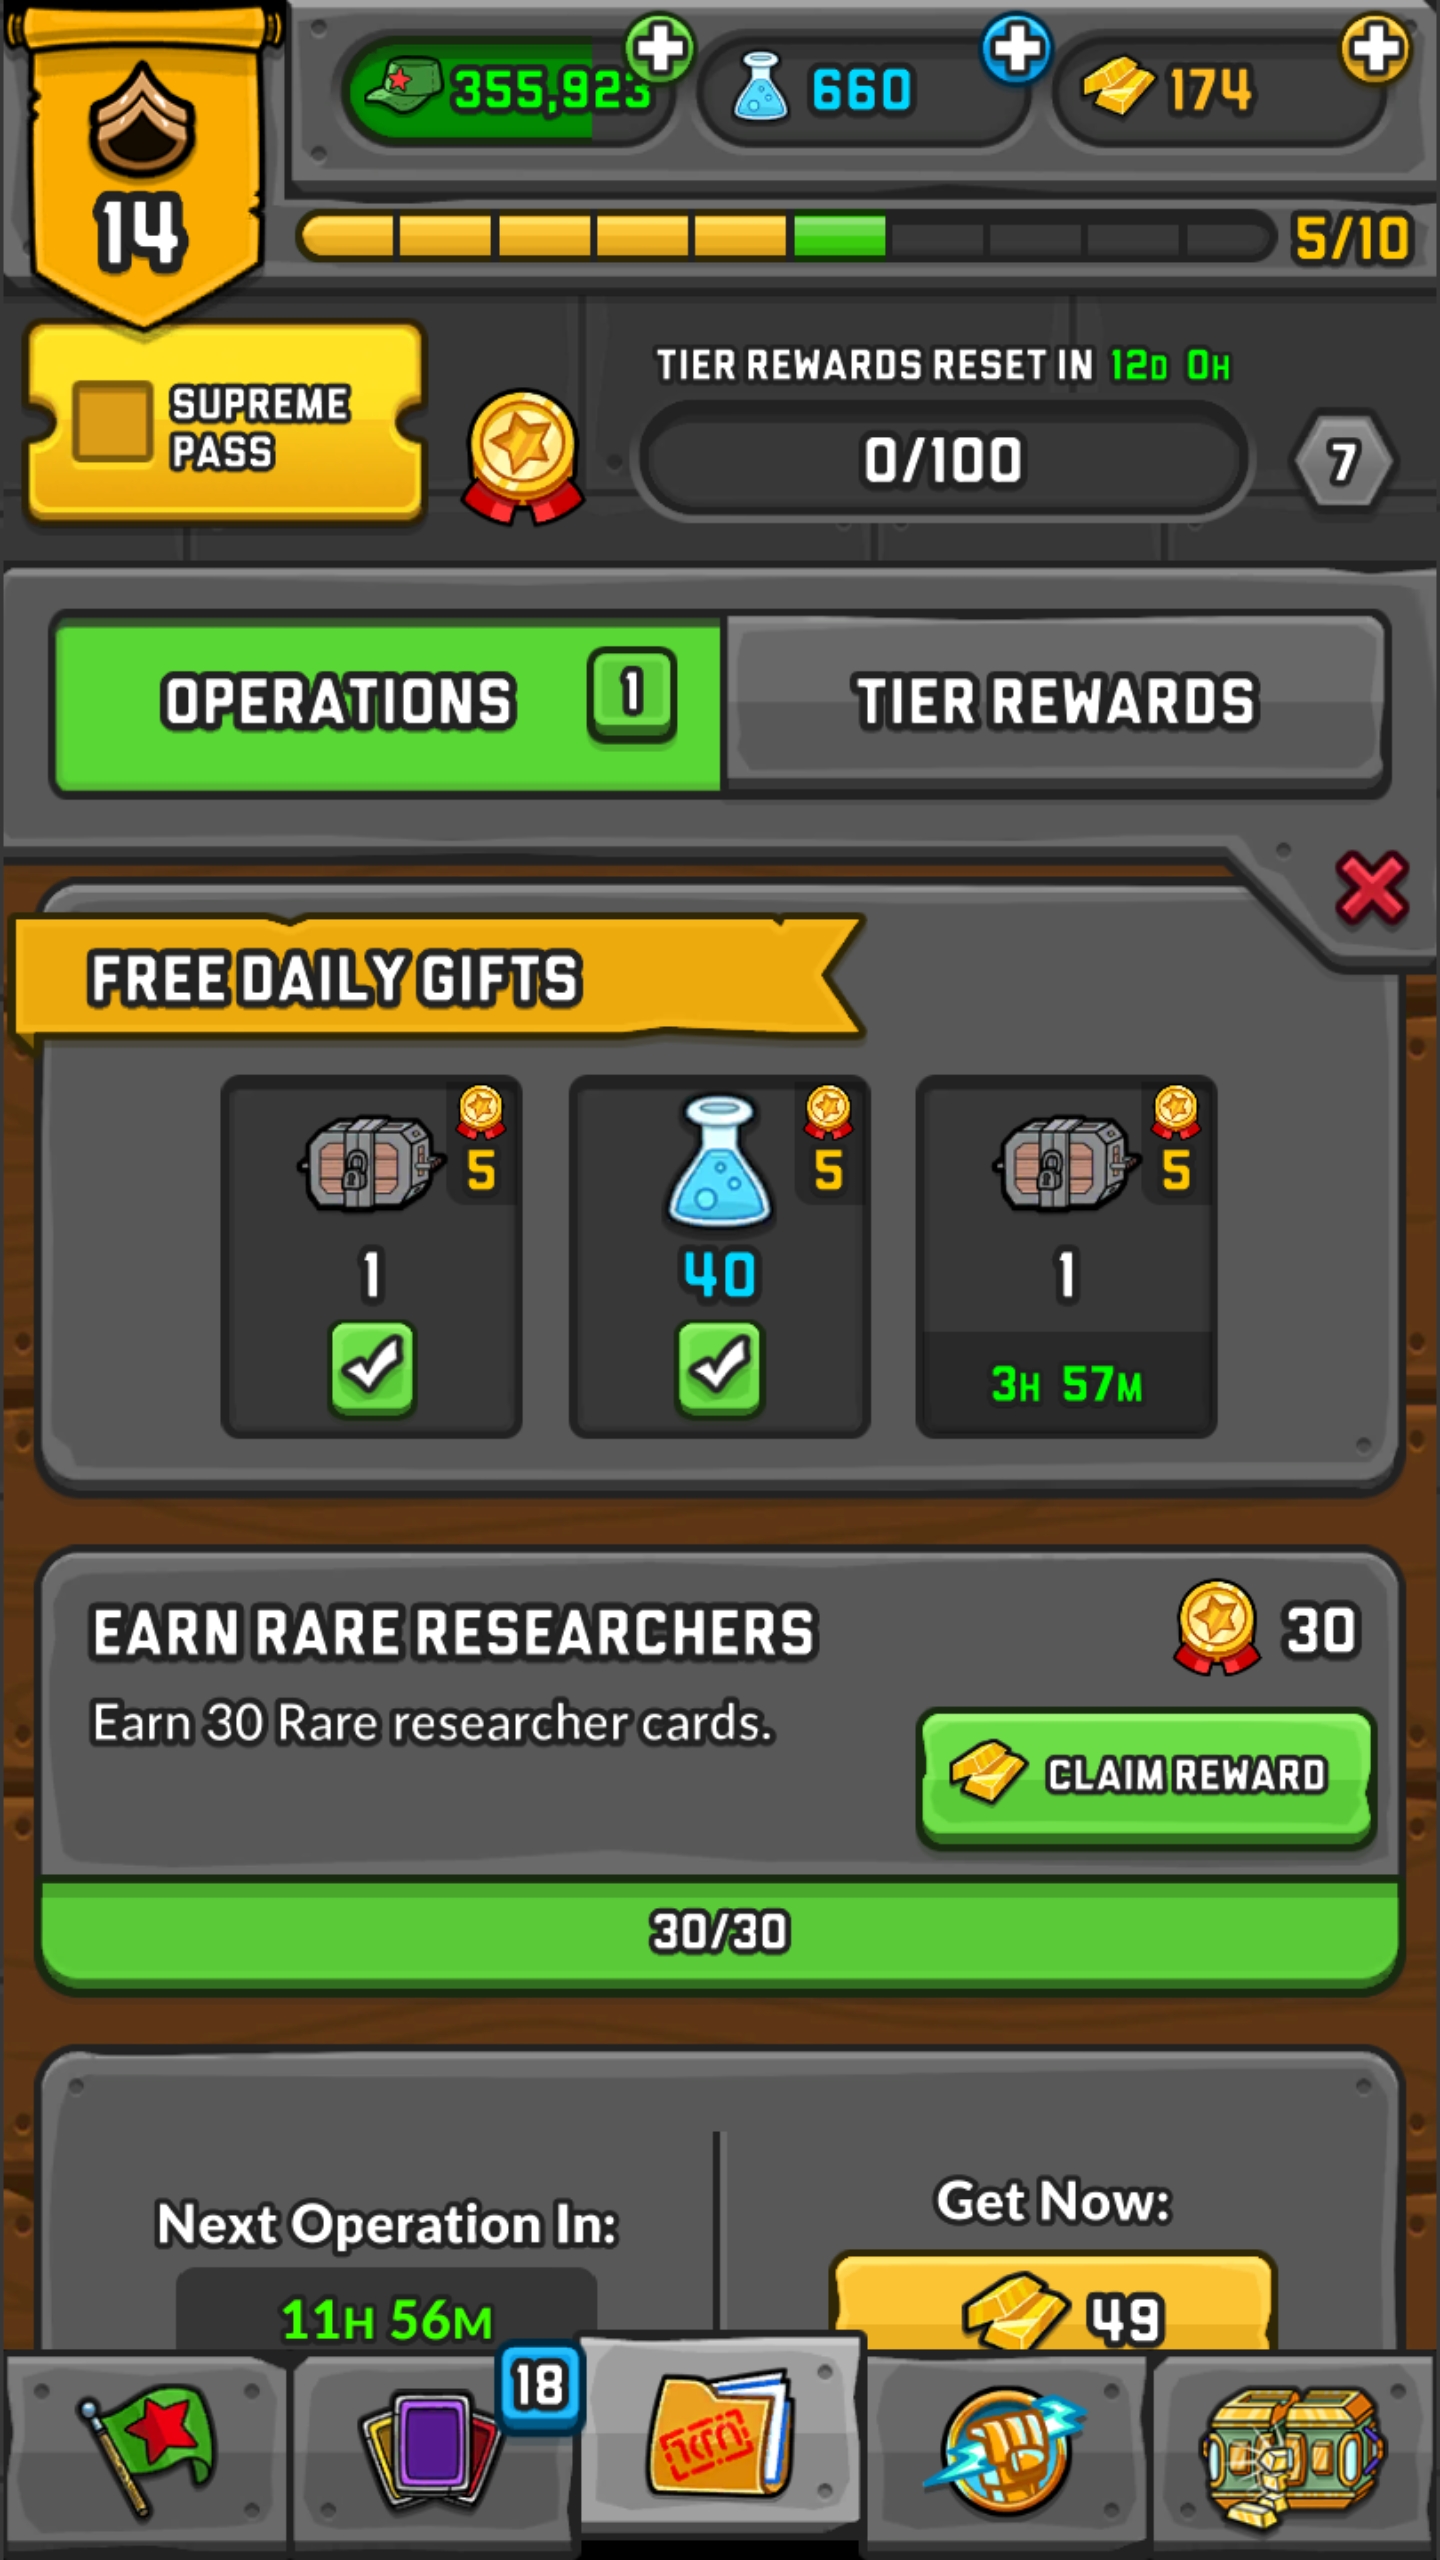 355,923
660
174
14
5/10
SUPREME
PASS
TIER REWARDS RESET IN 12D 0H
0/100
7
OPERATIONS
1
TIER REWARDS
FREE DAILY GIFTS
5
5
5
1
40
1
3H 57M
EARN RARE RESEARCHERS
30
Earn 30 Rare researcher cards.
CLAIM REWARD
30/30
Next Operation In:
Get Now:
11H 56M
49
18